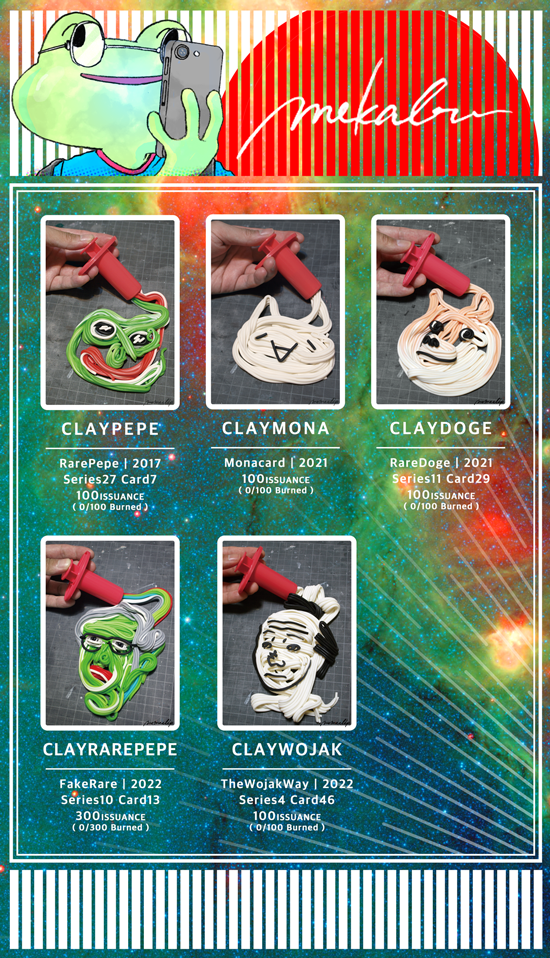 mekabu
CLAYPEPE
RarePepe | 2017
Series27 Card7
100ISSUANCE
( 0/100 Burned )
CLAYMONA
Monacard | 2021
100ISSUANCE
( 0/100 Burned )
CLAYDOGE
RareDoge | 2021
Series11 Card29
100ISSUANCE
( 0/100 Burned )
CLAYRAREPEPE
FakeRare | 2022
Series10 Card13
300ISSUANCE
( 0/300 Burned )
CLAYWOJAK
TheWojakWay | 2022
Series4 Card46
100ISSUANCE
( 0/100 Burned )